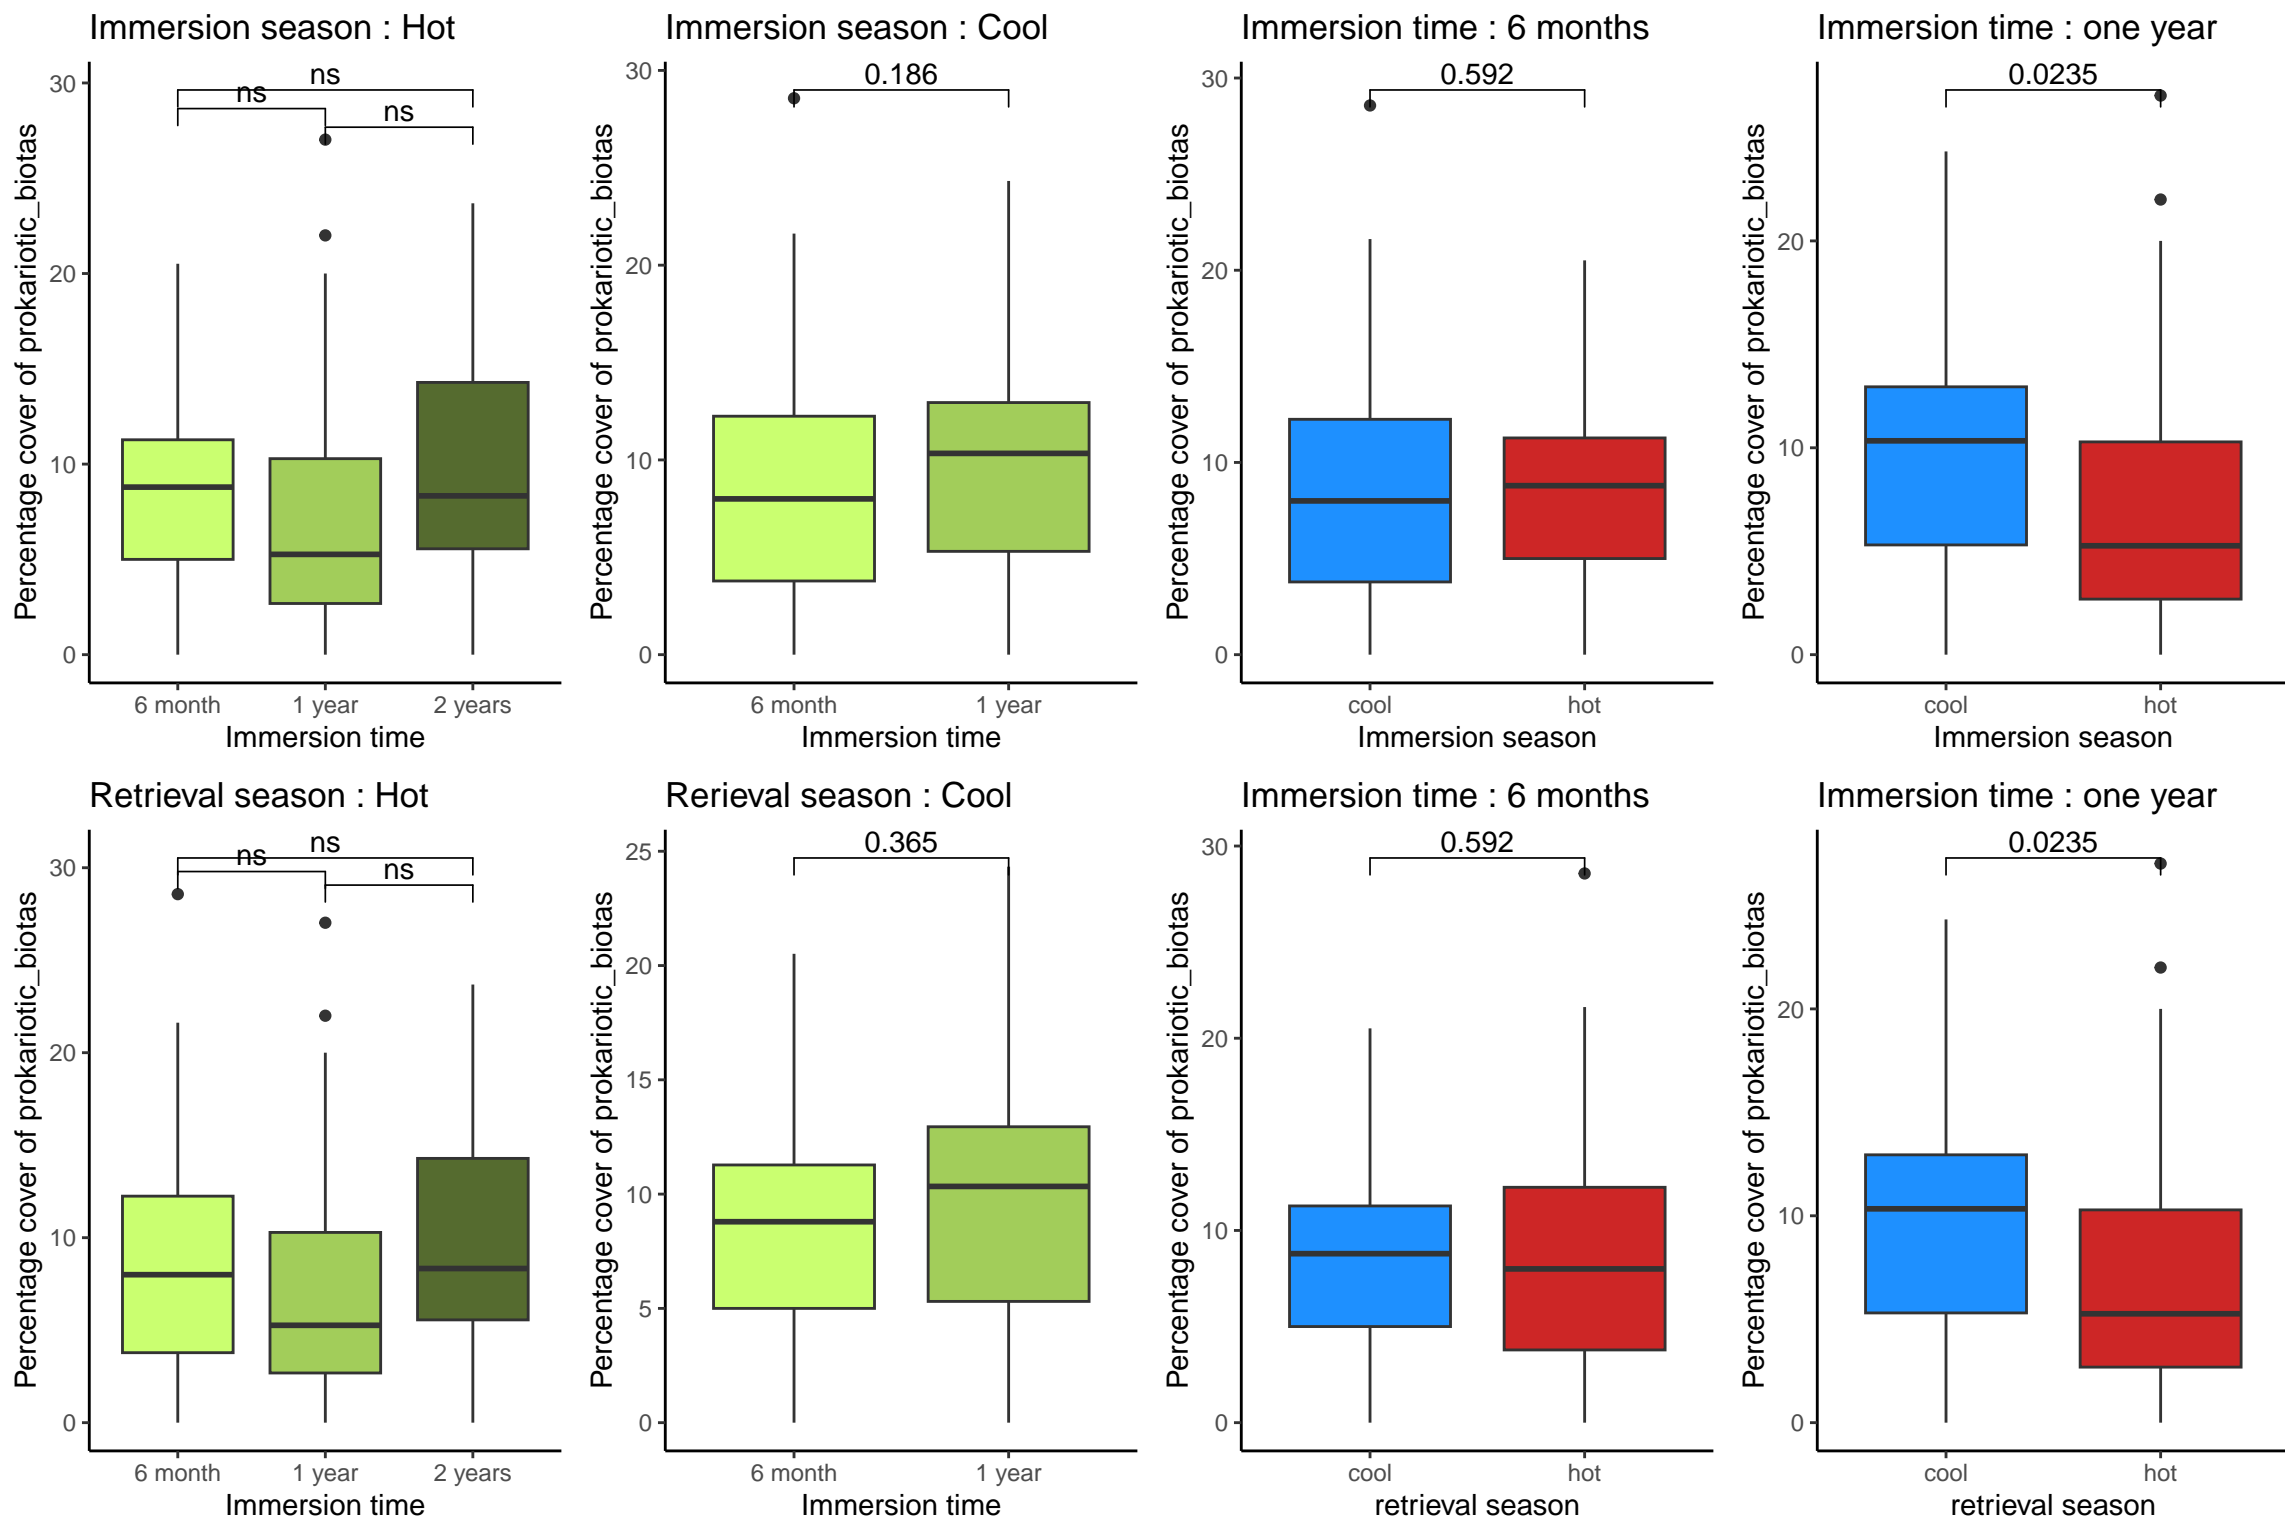 Immersion season : Hot
Percentage cover of prokariotic_biotas
30
20
10
0
ns
ns
ns
6 month 1 year 2 years
Immersion time
Immersion season : Cool
Percentage cover of prokariotic_biotas
30
20
10
0
0.186
6 month 1 year
Immersion time
Immersion time : 6 months
Percentage cover of prokariotic_biotas
30
20
10
0
0.592
cool hot
Immersion season
Immersion time : one year
Percentage cover of prokariotic_biotas
20
10
0
0.0235
cool hot
Immersion season
Retrieval season : Hot
Percentage cover of prokariotic_biotas
30
20
10
0
ns
ns
ns
6 month 1 year 2 years
Immersion time
Rerieval season : Cool
Percentage cover of prokariotic_biotas
25
20
15
10
5
0
0.365
6 month 1 year
Immersion time
Immersion time : 6 months
Percentage cover of prokariotic_biotas
30
20
10
0
0.592
cool hot
retrieval season
Immersion time : one year
Percentage cover of prokariotic_biotas
20
10
0
0.0235
cool hot
retrieval season